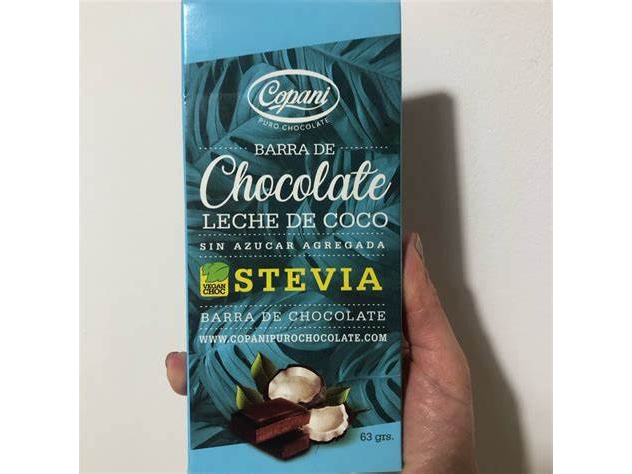 Copani
PURO CHOCOLATE
BARRA DE
Chocolate
LECHE DE COCO
SIN AZUCAR AGREGADA
VEGAN
CHOC
STEVIA
BARRA DE CHOCOLATE
WWW.COPANIPUROCHOCOLATE.COM
63 grs.